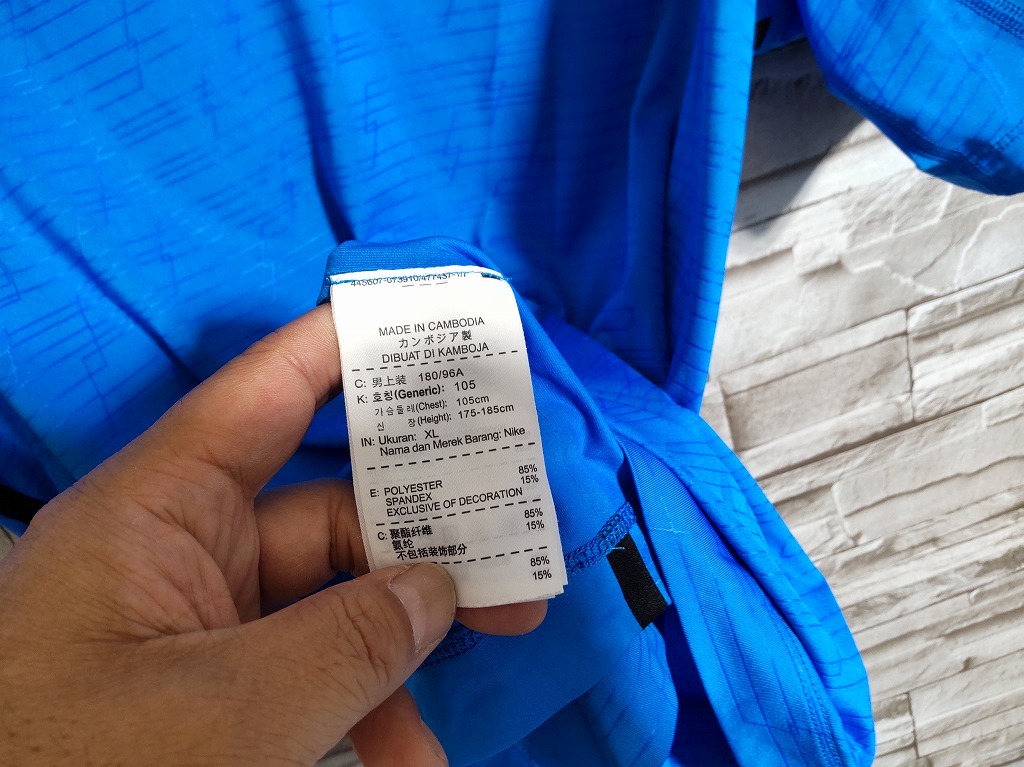 MADE IN CAMBODIA
カンボジア製
DIBUAT DI KAMBOJA
C: 男上装 180/96A
K: 호칭(Generic): 105
가슴둘레(Chest): 105cm
신 장(Height): 175-185cm
IN: Ukuran: XL
Nama dan Merek Barang: Nike
E: POLYESTER 85%
SPANDEX 15%
EXCLUSIVE OF DECORATION
C: 聚酯纤维 85%
氨纶 15%
不包括装饰部分
85%
15%